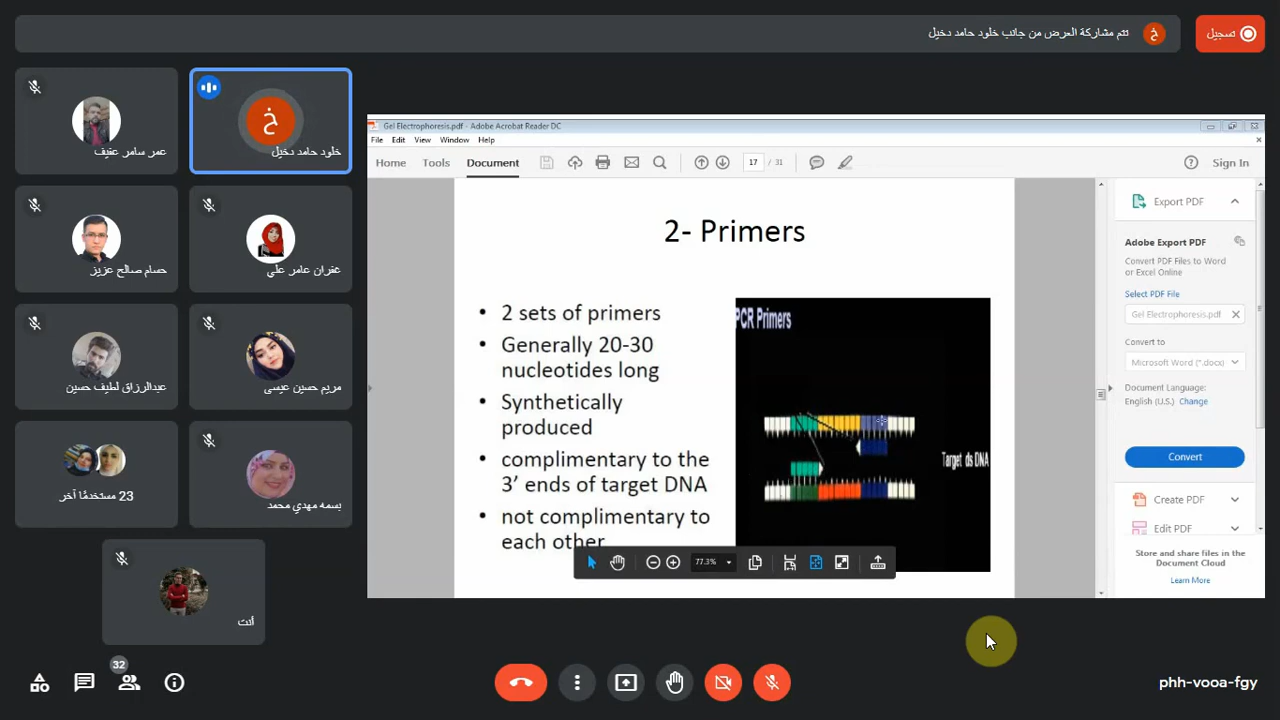 تتم مشاركة العرض من جانب خلود حامد دخيل
تسجيل
عمر سامر عنيف
خلود حامد دخيل
حسام صالح عزيز
غفران عامر علي
عبدالرزاق لطيف حسين
مريم حسين عيسى
23 مستخدمًا آخر
بسمه مهدي محمد
أنت
Gel Electrophoresis.pdf - Adobe Acrobat Reader DC
File Edit View Window Help
Home Tools Document 17 / 31 Sign In
2- Primers
• 2 sets of primers
• Generally 20-30
nucleotides long
• Synthetically
produced
• complimentary to the
3’ ends of target DNA
• not complimentary to
each other
PCR Primers
Target ds DNA
77.3%
Export PDF
Adobe Export PDF
Convert PDF Files to Word
or Excel Online
Select PDF File
Gel Electrophoresis.pdf
Convert to
Microsoft Word (*.docx)
Document Language:
English (U.S.) Change
Convert
Create PDF
Edit PDF
Store and share files in the
Document Cloud
Learn More
32
phh-vooa-fgy
خ
خ